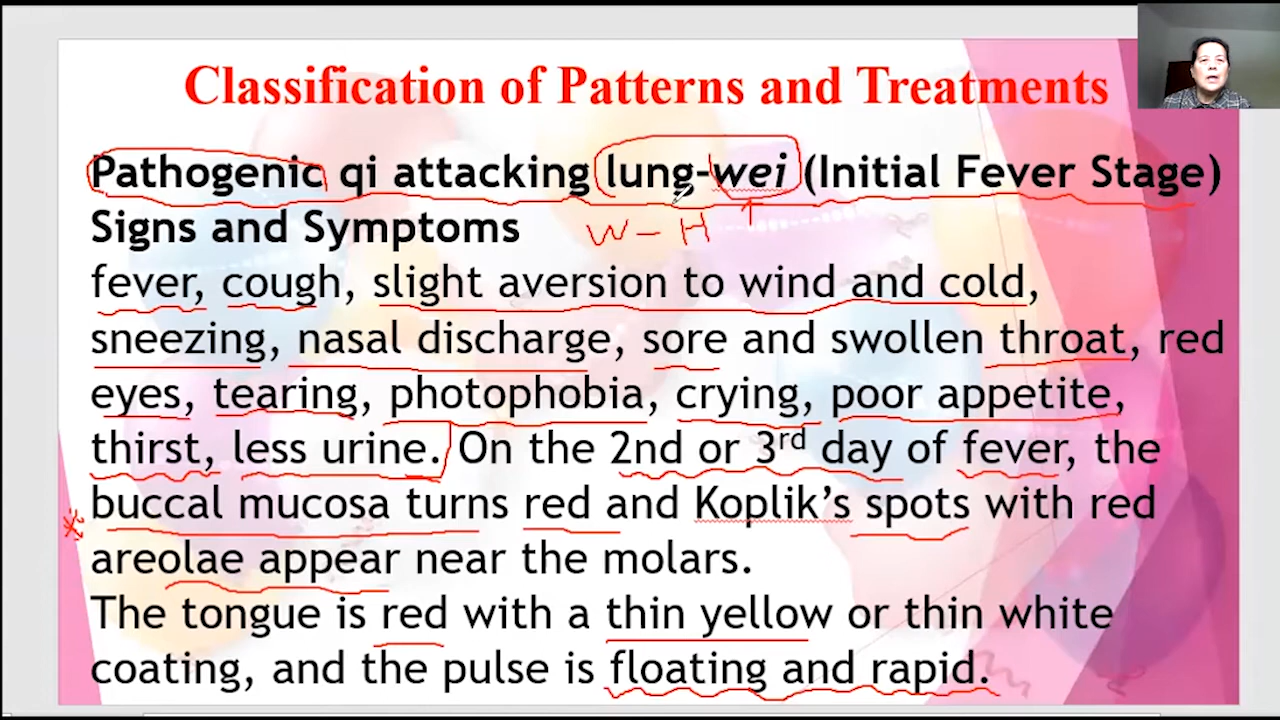 Classification of Patterns and Treatments
Pathogenic qi attacking lung-wei (Initial Fever Stage)
Signs and Symptoms
W – H
fever, cough, slight aversion to wind and cold,
sneezing, nasal discharge, sore and swollen throat, red
eyes, tearing, photophobia, crying, poor appetite,
thirst, less urine. On the 2nd or 3rd day of fever, the
buccal mucosa turns red and Koplik’s spots with red
areolae appear near the molars.
The tongue is red with a thin yellow or thin white
coating, and the pulse is floating and rapid.